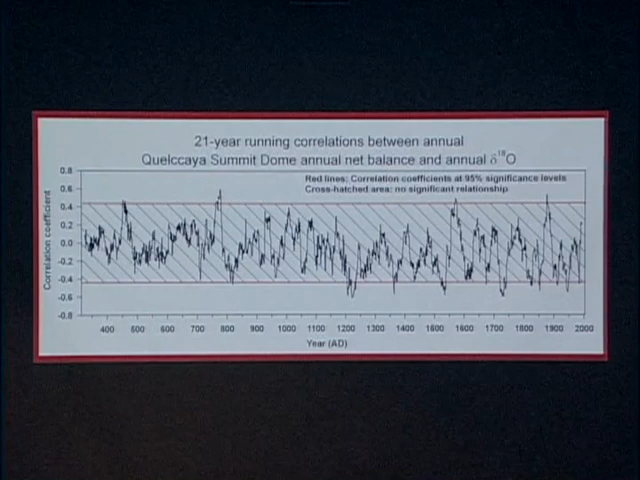 21-year running correlations between annual
Quelccaya Summit Dome annual net balance and annual δ¹⁸O
Red lines: Correlation coefficients at 95% significance levels
Cross-hatched area: no significant relationship
Correlation coefficient
0.8
0.6
0.4
0.2
0.0
-0.2
-0.4
-0.6
-0.8
400 500 600 700 800 900 1000 1100 1200 1300 1400 1500 1600 1700 1800 1900 2000
Year (AD)